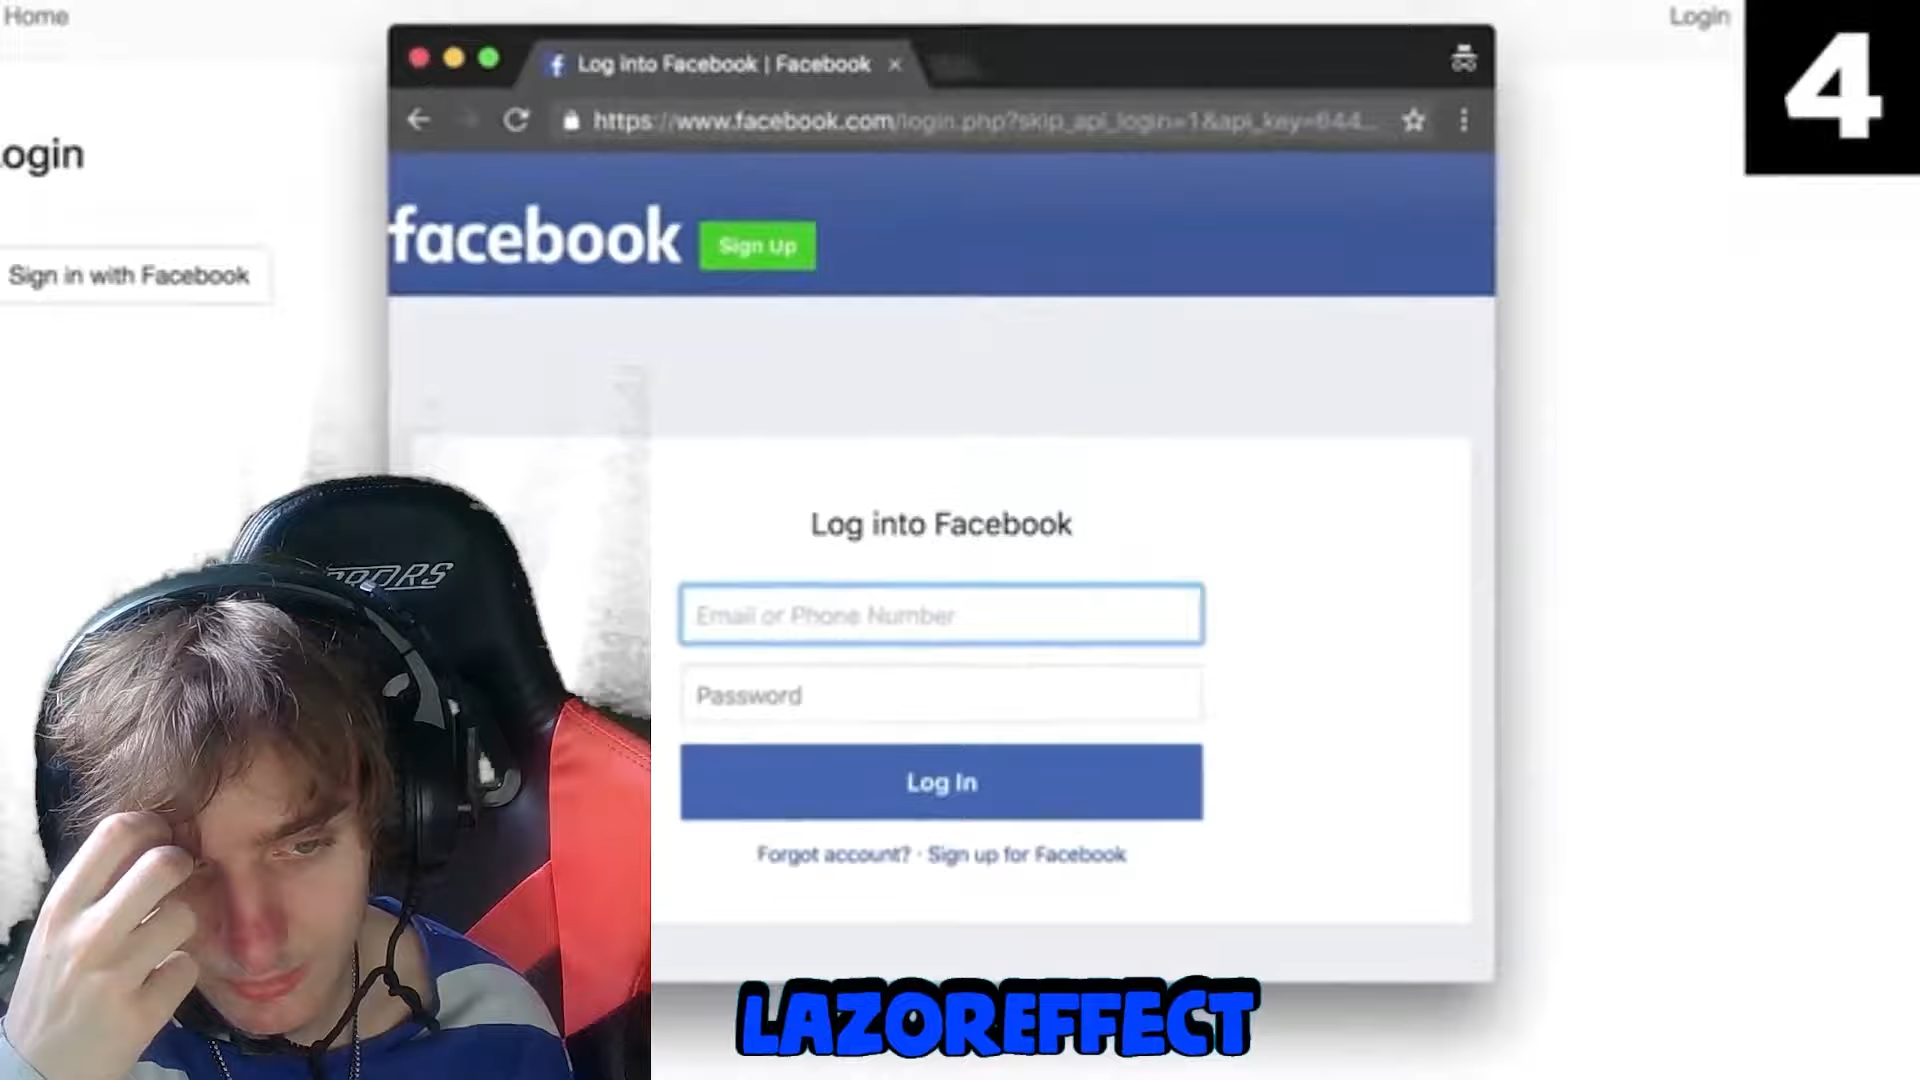 Home
Login
4
Log into Facebook | Facebook
https://www.facebook.com/login.php?skip_api_login=1&api_key=644...
ogin
facebook
Sign Up
Sign in with Facebook
Log into Facebook
Email or Phone Number
Password
Log In
Forgot account? · Sign up for Facebook
LAZOREFFECT